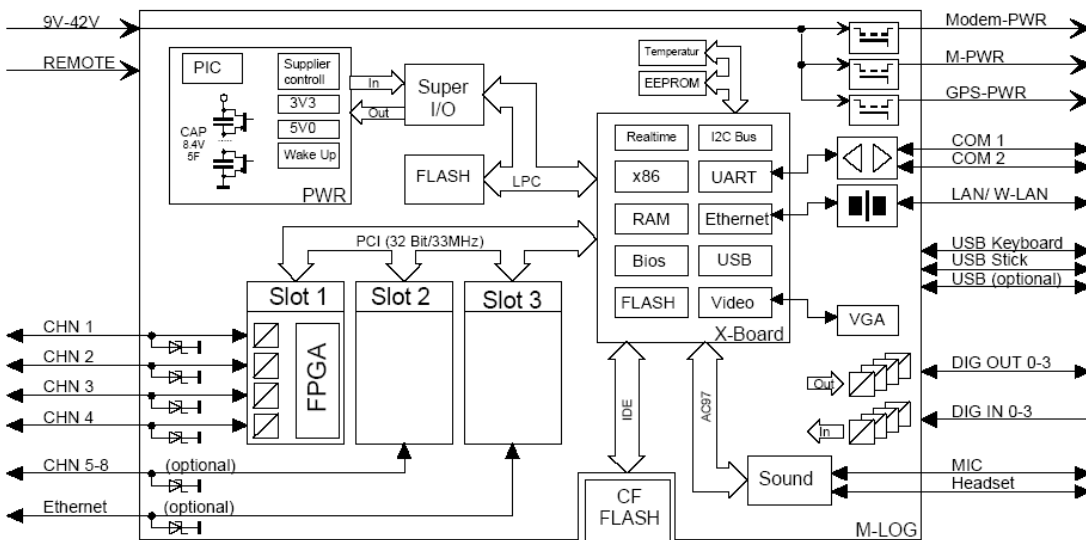 9V-42V
REMOTE
PIC
CAP
8.4V
5F
Supplier
controll
3V3
5V0
Wake Up
PWR
In
Out
Super
I/O
FLASH
LPC
Temperatur
EEPROM
Realtime
I2C Bus
x86
UART
RAM
Ethernet
Bios
USB
FLASH
Video
X-Board
PCI (32 Bit/33MHz)
Slot 1
Slot 2
Slot 3
FPGA
CHN 1
CHN 2
CHN 3
CHN 4
CHN 5-8
(optional)
Ethernet
(optional)
IDE
AC97
CF
FLASH
Sound
VGA
Out
In
Modem-PWR
M-PWR
GPS-PWR
COM 1
COM 2
LAN/ W-LAN
USB Keyboard
USB Stick
USB (optional)
DIG OUT 0-3
DIG IN 0-3
MIC
Headset
M-LOG